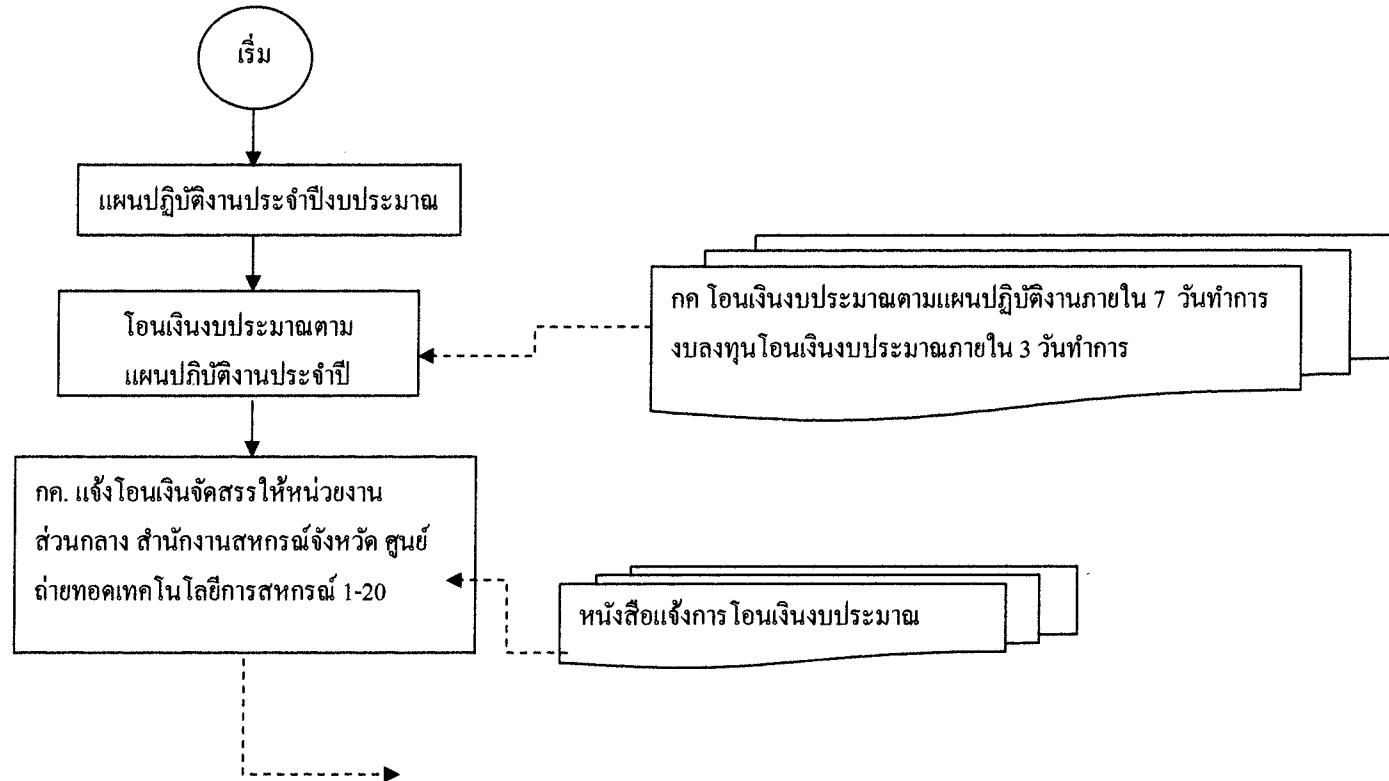 เริ่ม
แผนปฏิบัติงานประจำปีงบประมาณ
โอนเงินงบประมาณตาม
แผนปฏิบัติงานประจำปี
กค โอนเงินงบประมาณตามแผนปฏิบัติงานภายใน 7 วันทำการ
งบลงทุนโอนเงินงบประมาณภายใน 3 วันทำการ
กค. แจ้งโอนเงินจัดสรรให้หน่วยงาน
ส่วนกลาง สำนักงานสหกรณ์จังหวัด ศูนย์
ถ่ายทอดเทคโนโลยีการสหกรณ์ 1-20
หนังสือแจ้งการโอนเงินงบประมาณ